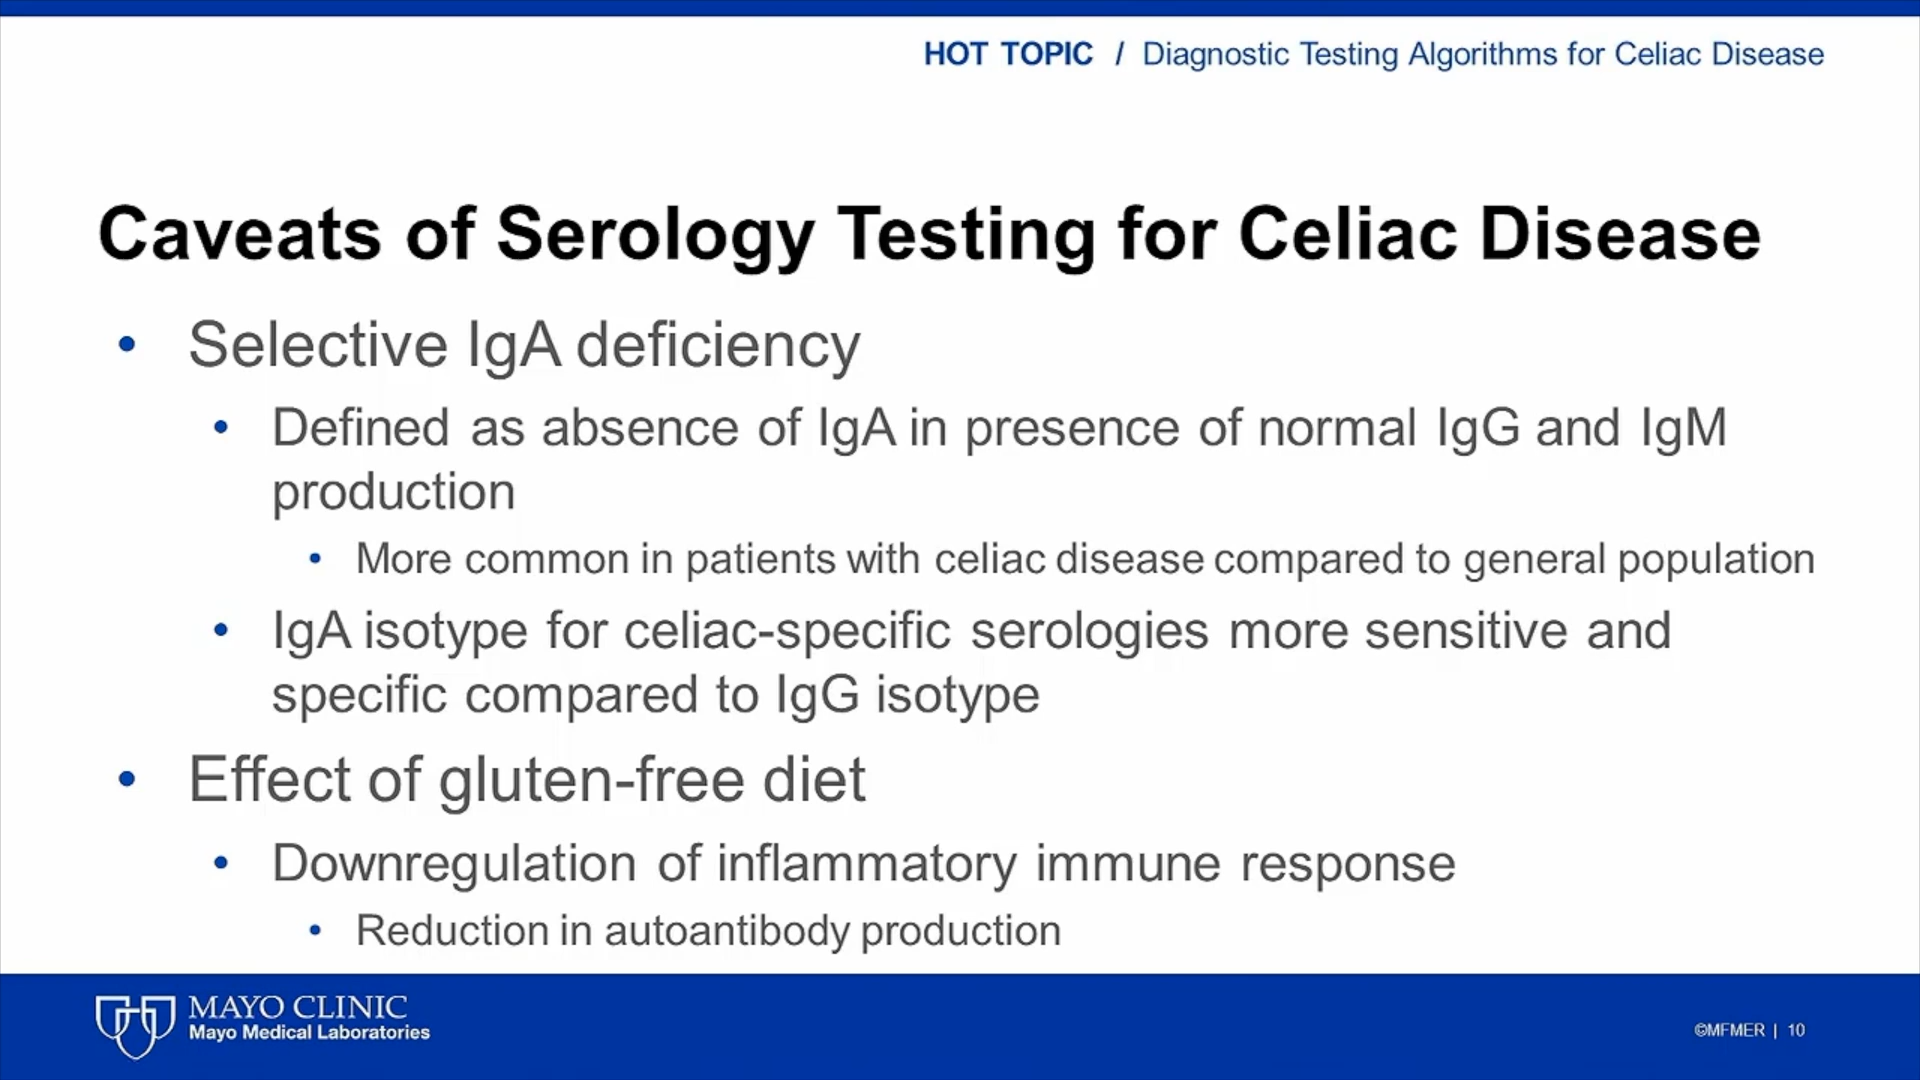 HOT TOPIC / Diagnostic Testing Algorithms for Celiac Disease
Caveats of Serology Testing for Celiac Disease
• Selective IgA deficiency
• Defined as absence of IgA in presence of normal IgG and IgM
production
• More common in patients with celiac disease compared to general population
• IgA isotype for celiac-specific serologies more sensitive and
specific compared to IgG isotype
• Effect of gluten-free diet
• Downregulation of inflammatory immune response
• Reduction in autoantibody production
MAYO CLINIC
Mayo Medical Laboratories
©MFMER | 10